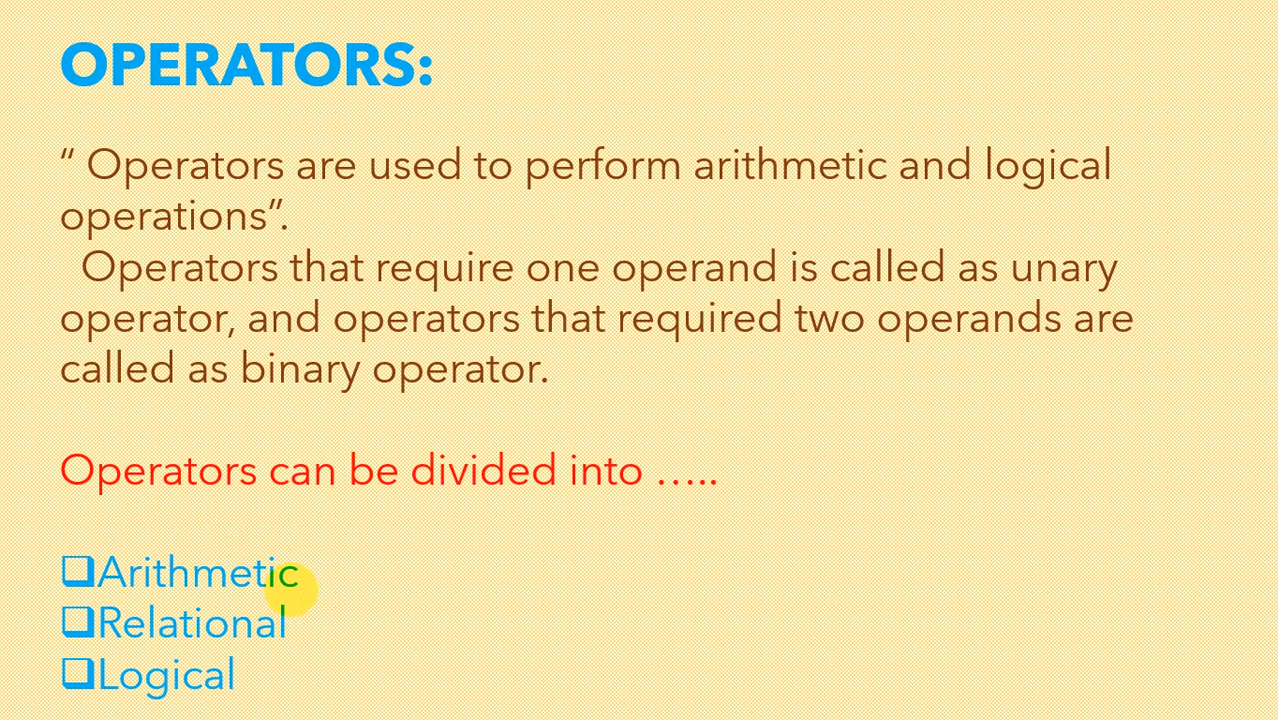 OPERATORS:
“ Operators are used to perform arithmetic and logical
operations”.
Operators that require one operand is called as unary
operator, and operators that required two operands are
called as binary operator.
Operators can be divided into …..
❑Arithmetic
❑Relational
❑Logical